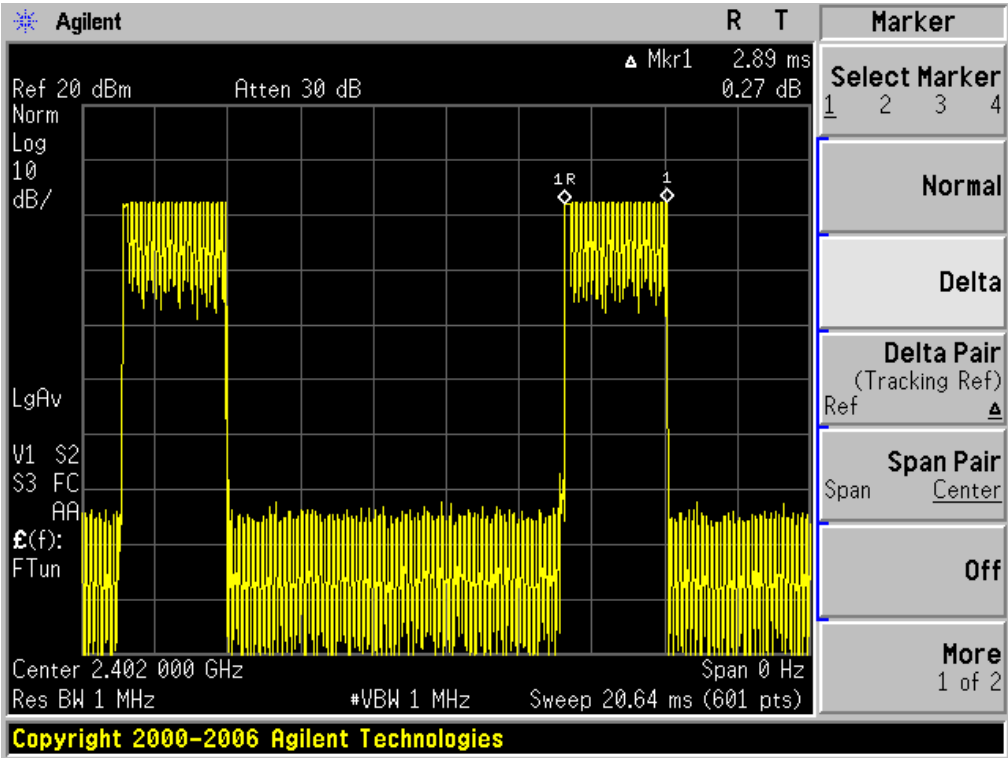 Agilent R T
Δ Mkr1 2.89 ms
Ref 20 dBm Atten 30 dB 0.27 dB
Norm
Log
10
dB/
1R
1
LgAv
V1 S2
S3 FC
AA
£(f):
FTun
Center 2.402 000 GHz Span 0 Hz
Res BW 1 MHz #VBW 1 MHz Sweep 20.64 ms (601 pts)
Copyright 2000-2006 Agilent Technologies
Marker
Select Marker
1 2 3 4
Normal
Delta
Delta Pair
(Tracking Ref)
Ref Δ
Span Pair
Span Center
Off
More
1 of 2